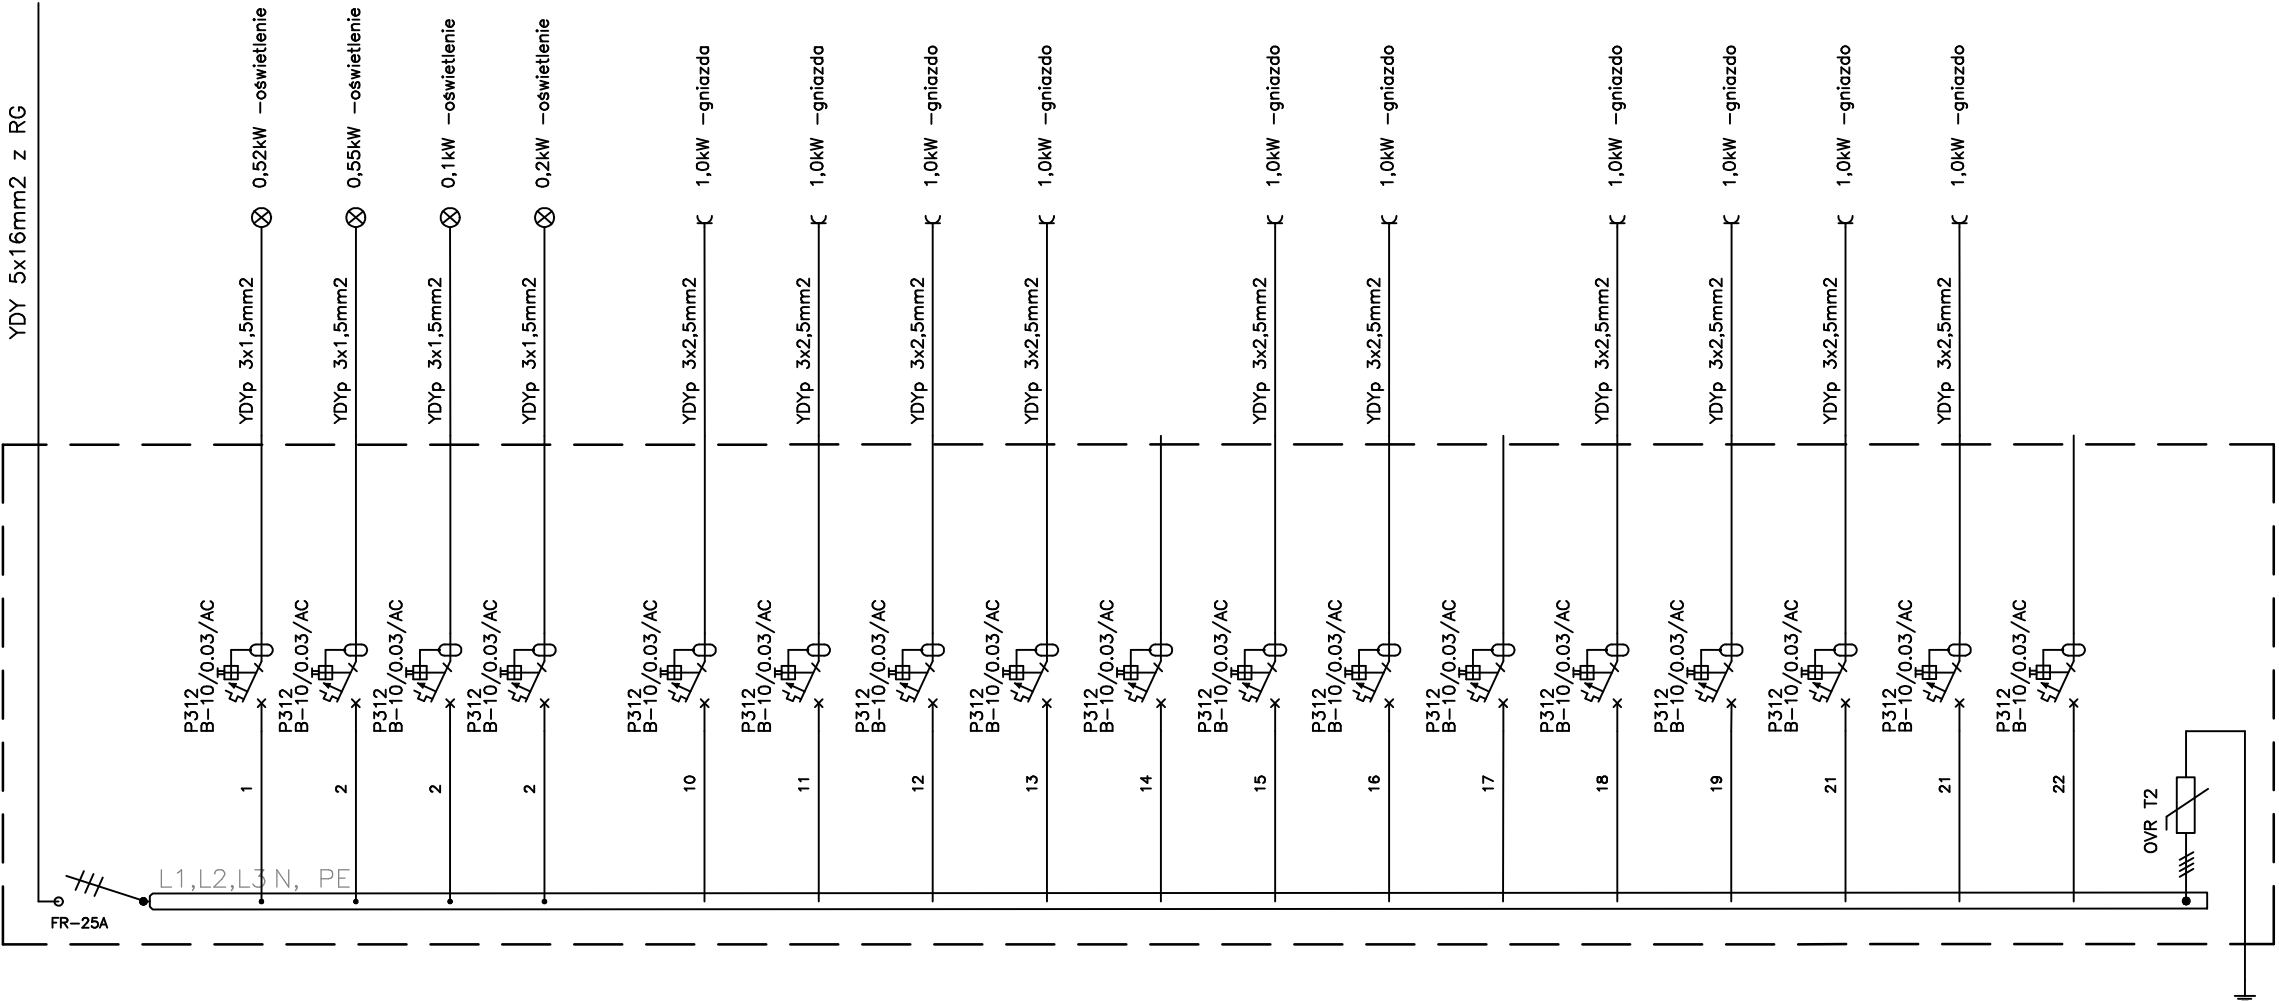 YDY 5x16mm2 z RG
0,52kW -oświetlenie
0,55kW -oświetlenie
0,1kW -oświetlenie
0,2kW -oświetlenie
1,0kW -gniazda
1,0kW -gniazda
1,0kW -gniazdo
1,0kW -gniazdo
1,0kW -gniazdo
1,0kW -gniazdo
1,0kW -gniazdo
1,0kW -gniazdo
1,0kW -gniazdo
1,0kW -gniazdo
YDYp 3x1,5mm2
YDYp 3x1,5mm2
YDYp 3x1,5mm2
YDYp 3x1,5mm2
YDYp 3x2,5mm2
YDYp 3x2,5mm2
YDYp 3x2,5mm2
YDYp 3x2,5mm2
YDYp 3x2,5mm2
YDYp 3x2,5mm2
YDYp 3x2,5mm2
YDYp 3x2,5mm2
YDYp 3x2,5mm2
YDYp 3x2,5mm2
P312
B-10/0.03/AC
P312
B-10/0.03/AC
P312
B-10/0.03/AC
P312
B-10/0.03/AC
P312
B-10/0.03/AC
P312
B-10/0.03/AC
P312
B-10/0.03/AC
P312
B-10/0.03/AC
P312
B-10/0.03/AC
P312
B-10/0.03/AC
P312
B-10/0.03/AC
P312
B-10/0.03/AC
P312
B-10/0.03/AC
P312
B-10/0.03/AC
P312
B-10/0.03/AC
P312
B-10/0.03/AC
P312
B-10/0.03/AC
1
2
2
2
10
11
12
13
14
15
16
17
18
19
21
21
22
OVR T2
L1,L2,L3 N, PE
FR-25A